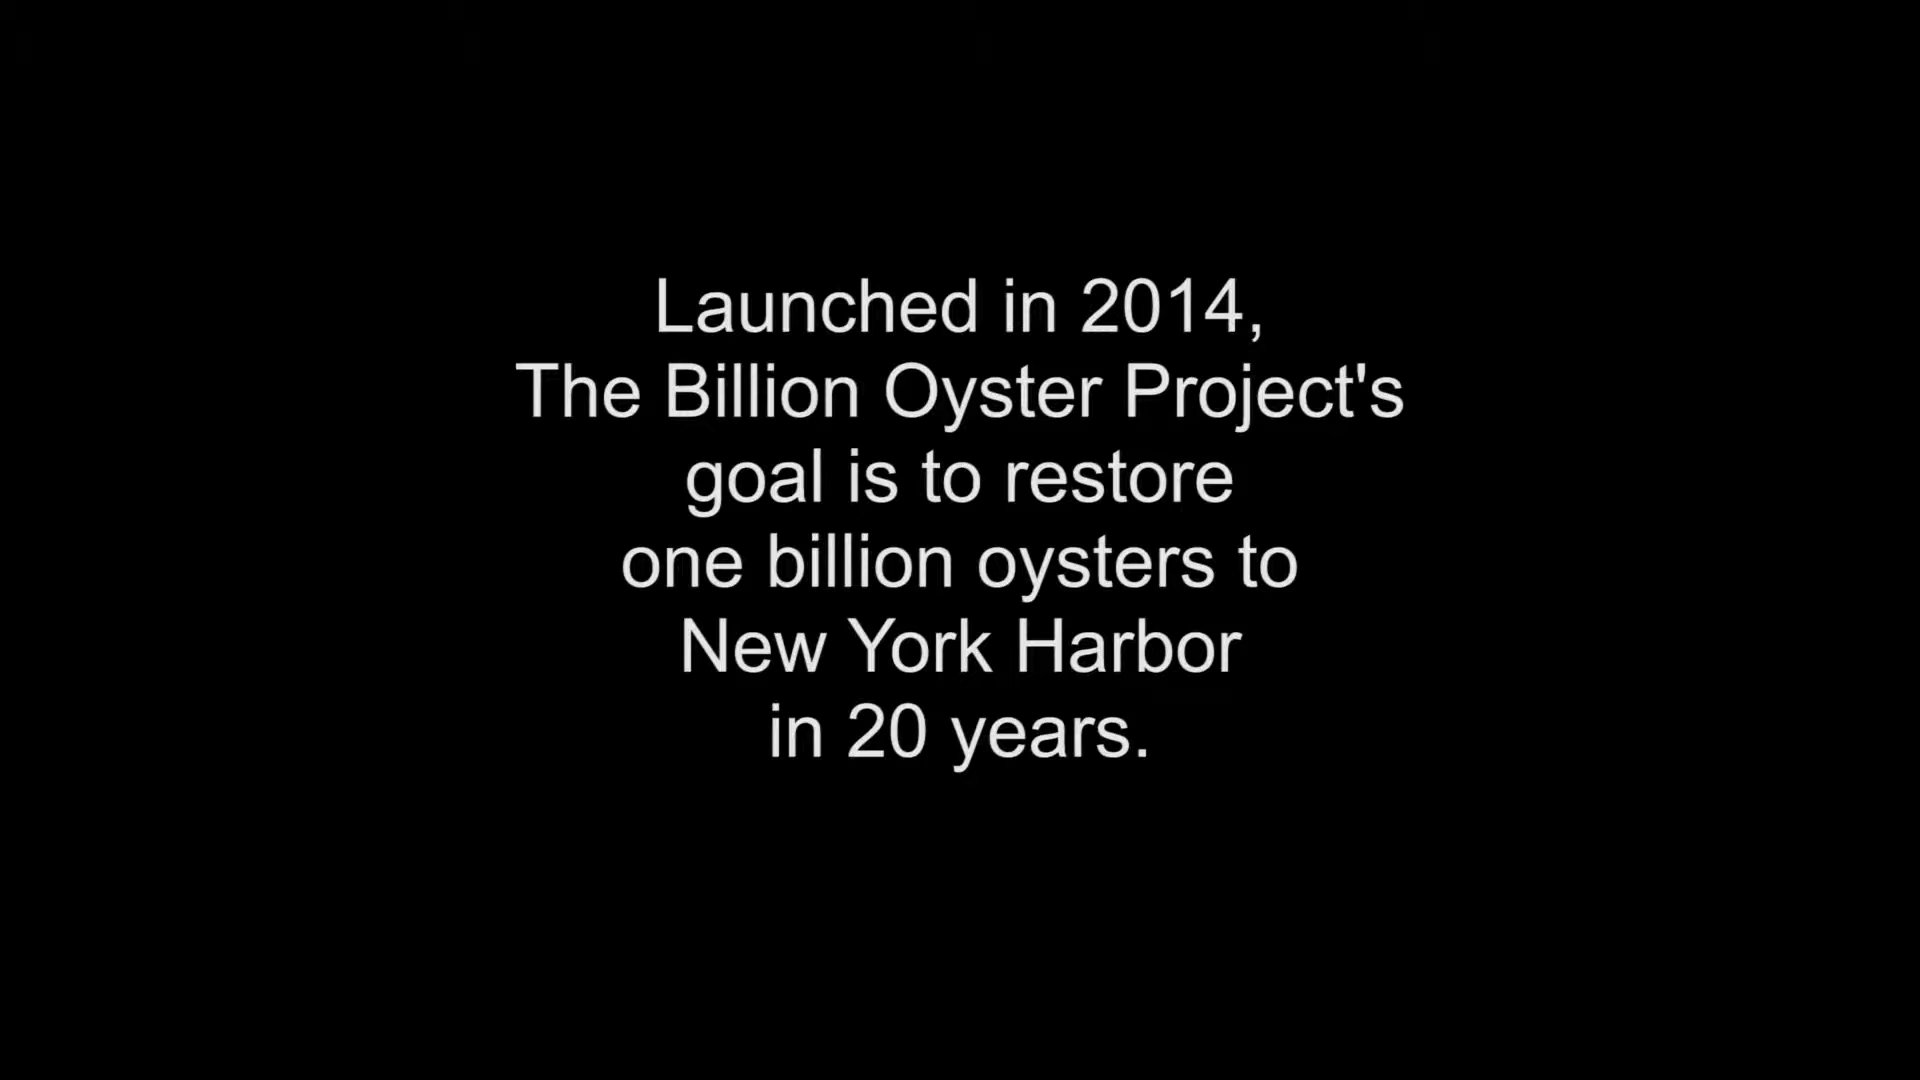 Launched in 2014,
The Billion Oyster Project's
goal is to restore
one billion oysters to
New York Harbor
in 20 years.